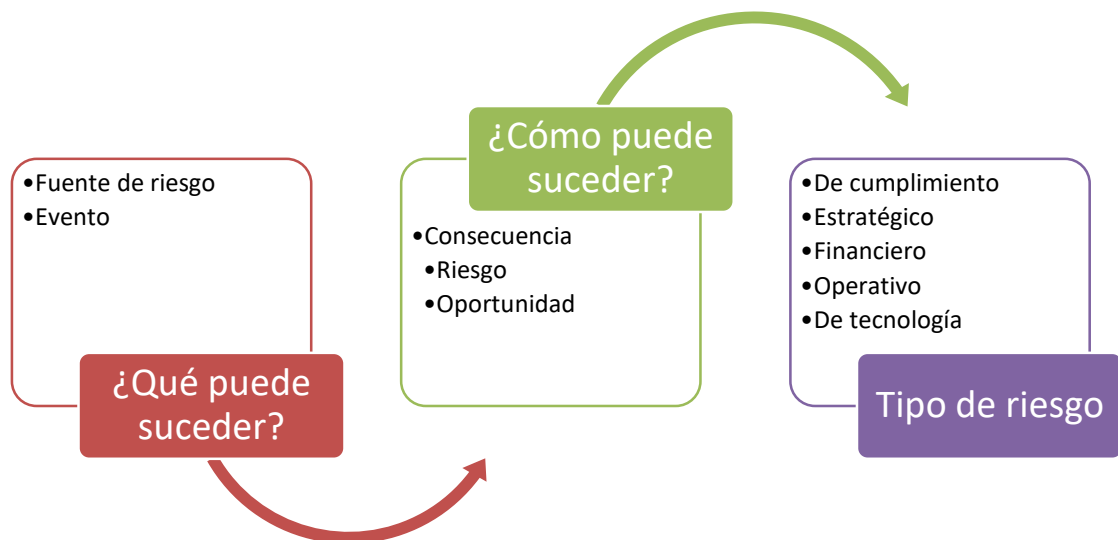 •Fuente de riesgo
•Evento
¿Qué puede
suceder?
¿Cómo puede
suceder?
•Consecuencia
•Riesgo
•Oportunidad
•De cumplimiento
•Estratégico
•Financiero
•Operativo
•De tecnología
Tipo de riesgo